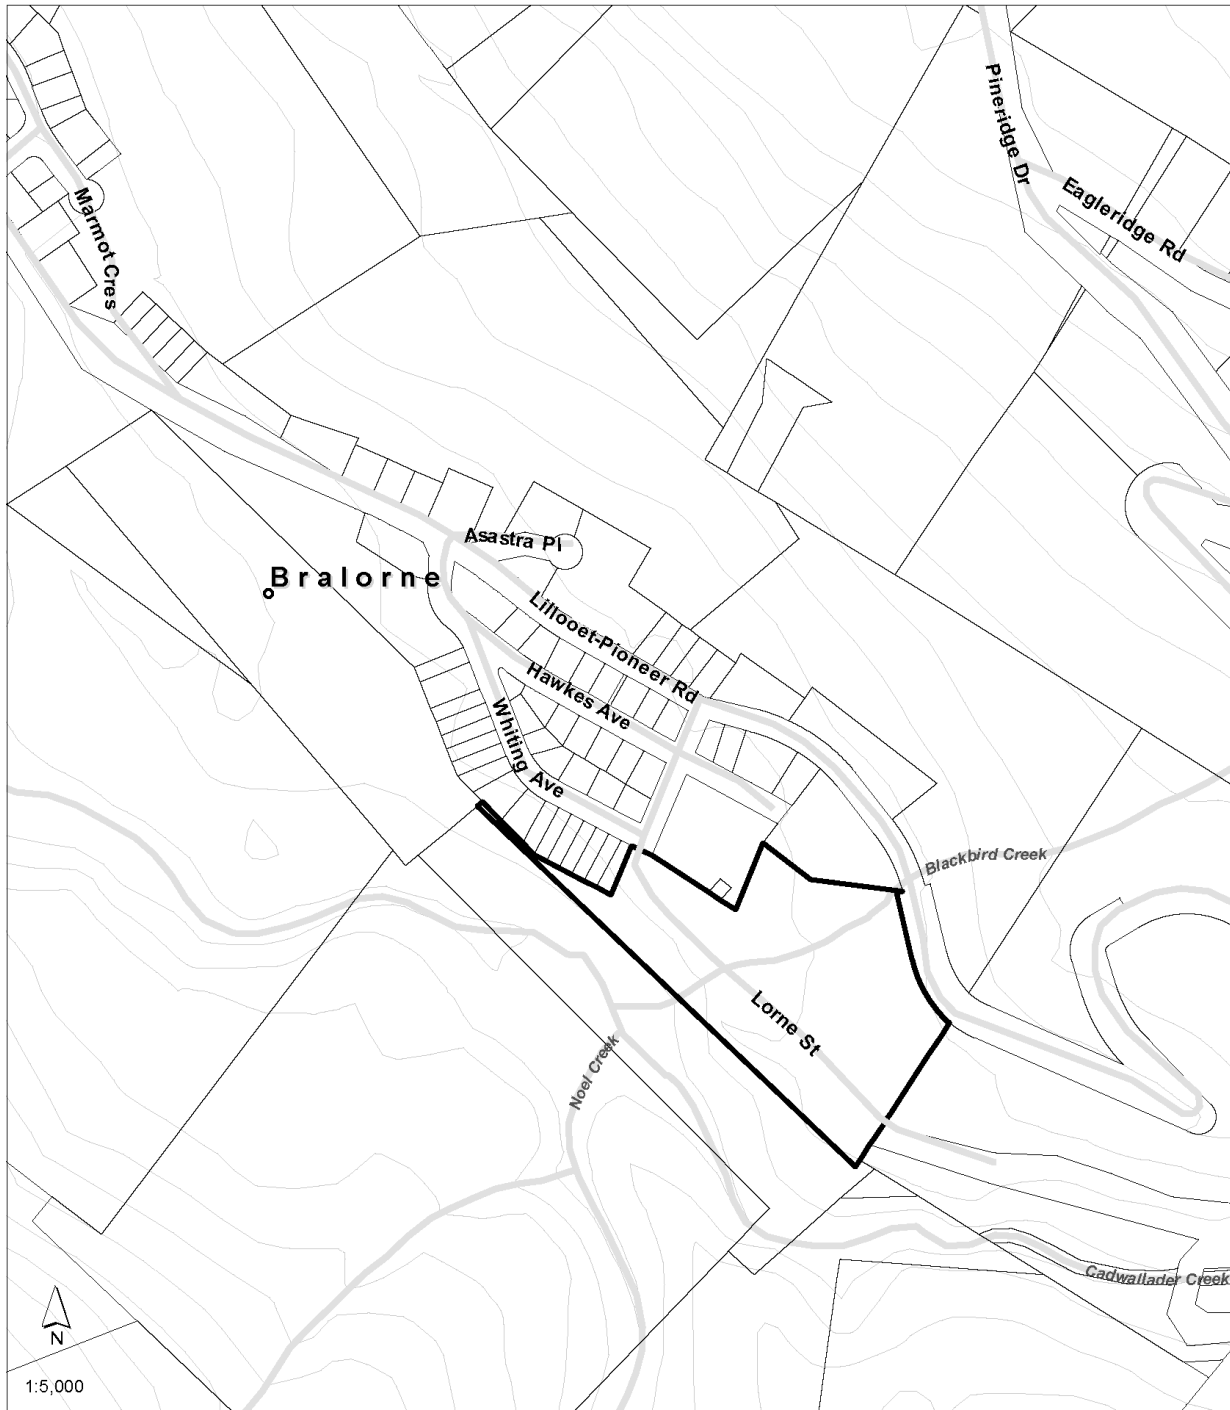 Pineridge Dr
Eagleridge Rd
Marmot Cres
Asastra Pl
Bralorne
Lillooet-Pioneer Rd
Hawkes Ave
Whiting Ave
Blackbird Creek
Lorne St
Noel Creek
Cadwallader Creek
N
1:5,000